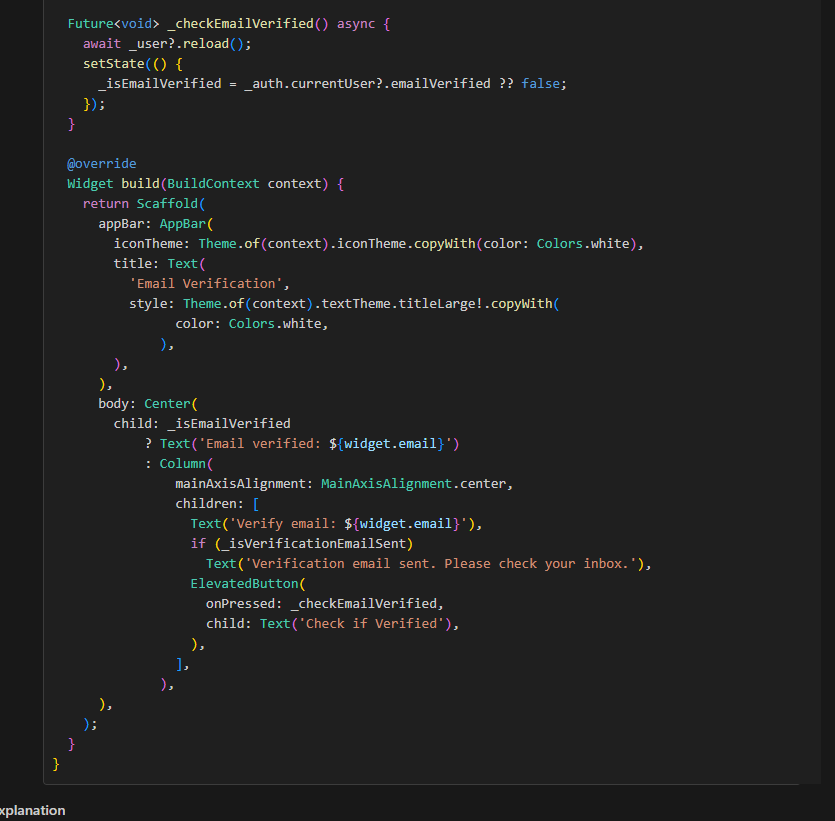 Future<void> _checkEmailVerified() async {
await _user?.reload();
setState(() {
_isEmailVerified = _auth.currentUser?.emailVerified ?? false;
});
}
@override
Widget build(BuildContext context) {
return Scaffold(
appBar: AppBar(
iconTheme: Theme.of(context).iconTheme.copyWith(color: Colors.white),
title: Text(
'Email Verification',
style: Theme.of(context).textTheme.titleLarge!.copyWith(
color: Colors.white,
),
),
),
body: Center(
child: _isEmailVerified
? Text('Email verified: ${widget.email}')
: Column(
mainAxisAlignment: MainAxisAlignment.center,
children: [
Text('Verify email: ${widget.email}'),
if (_isVerificationEmailSent)
Text('Verification email sent. Please check your inbox.'),
ElevatedButton(
onPressed: _checkEmailVerified,
child: Text('Check if Verified'),
),
],
),
),
);
}
}
xplanation